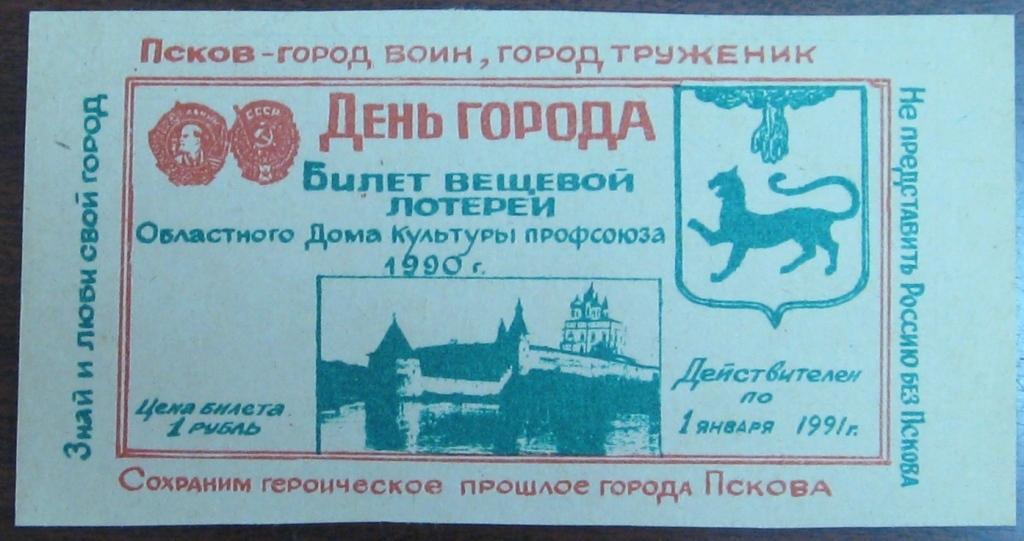 Псков - город воин, город труженик
Знай и люби свой город
СССР
День города
Билет вещевой
лотереи
Областного Дома культуры профсоюза
1990 г.
Цена билета
1 рубль
Действителен
по
1 января 1991 г.
Не представить Россию без Пскова
Сохраним героическое прошлое города Пскова